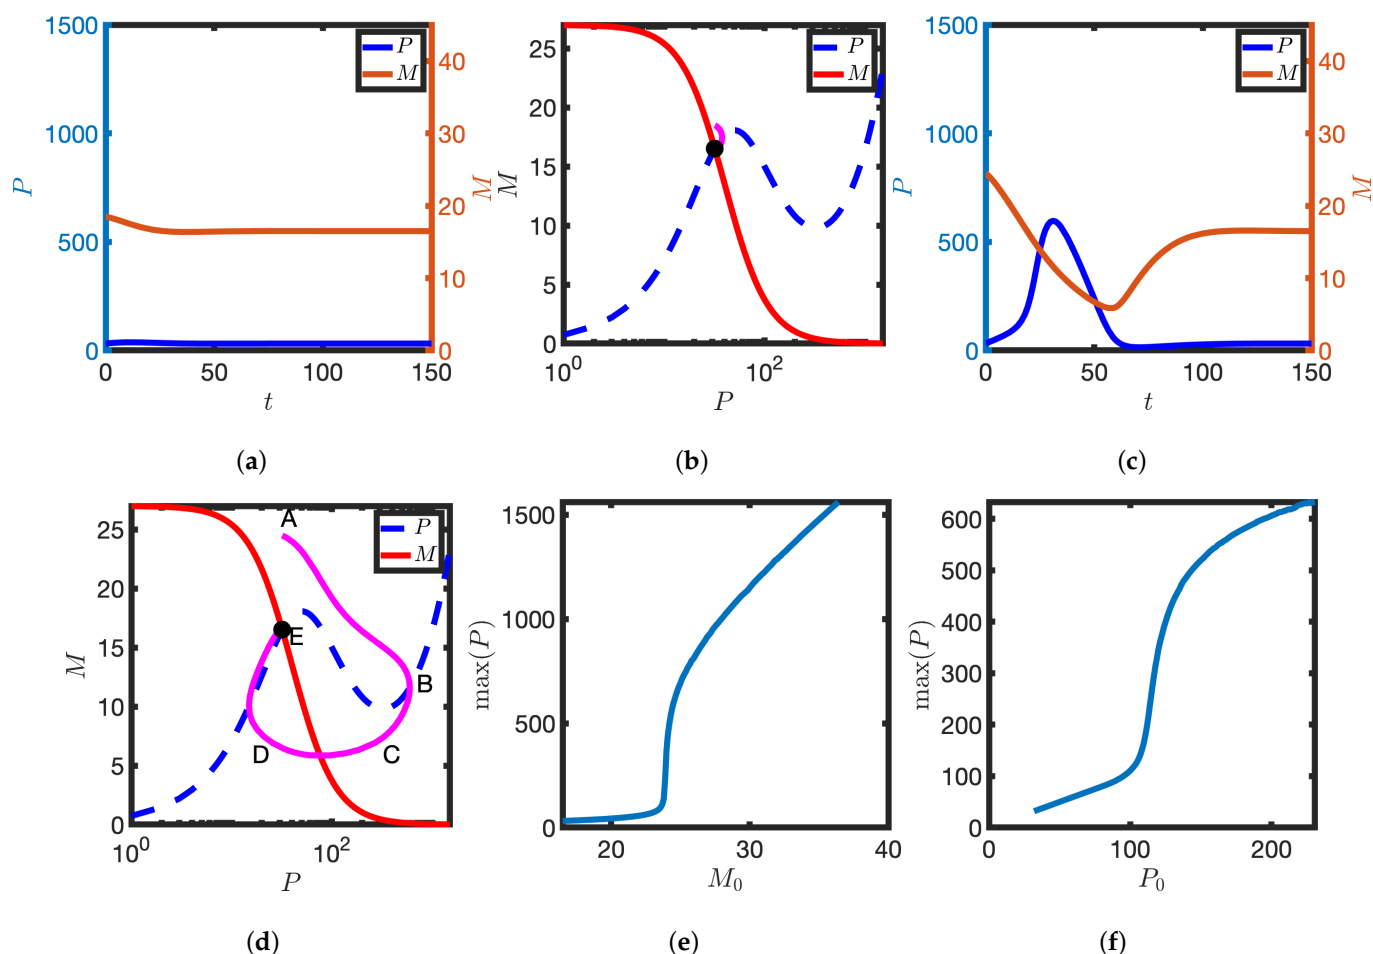 1500
1000
500
0
P
40
30
20
10
0
M
P
M
0
50
100
150
t
(a)
25
20
15
10
5
0
M
P
M
10^0
10^2
P
(b)
1500
1000
500
0
P
40
30
20
10
0
M
P
M
0
50
100
150
t
(c)
25
20
15
10
5
0
M
P
M
A
B
C
D
E
10^0
10^2
P
(d)
1500
1000
500
0
max(P)
20
30
40
M_0
(e)
600
500
400
300
200
100
0
max(P)
0
100
200
P_0
(f)